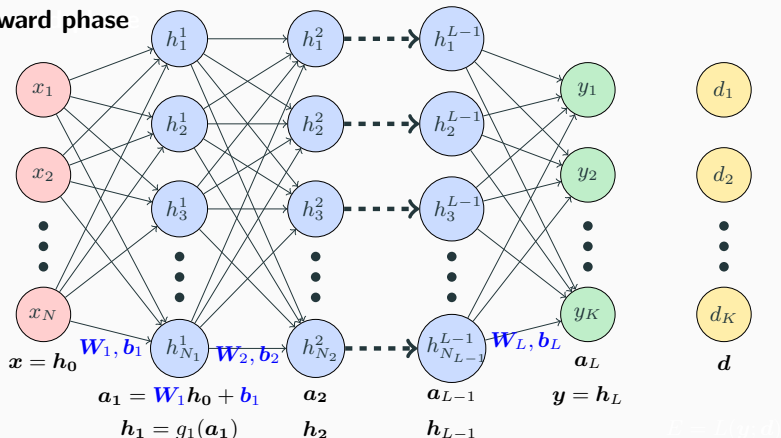 ward phase
h_1^1 h_1^2 h_1^{L-1}
x_1 y_1 d_1
h_2^1 h_2^2 h_2^{L-1}
x_2 y_2 d_2
h_3^1 h_3^2 h_3^{L-1}
x_N y_K d_K
h_{N_1}^1 h_{N_2}^2 h_{N_{L-1}}^{L-1}
W_1, b_1 W_2, b_2 W_L, b_L
x = h_0 a_L d
a_1 = W_1 h_0 + b_1 a_2 a_{L-1} y = h_L
h_1 = g_1(a_1) h_2 h_{L-1}